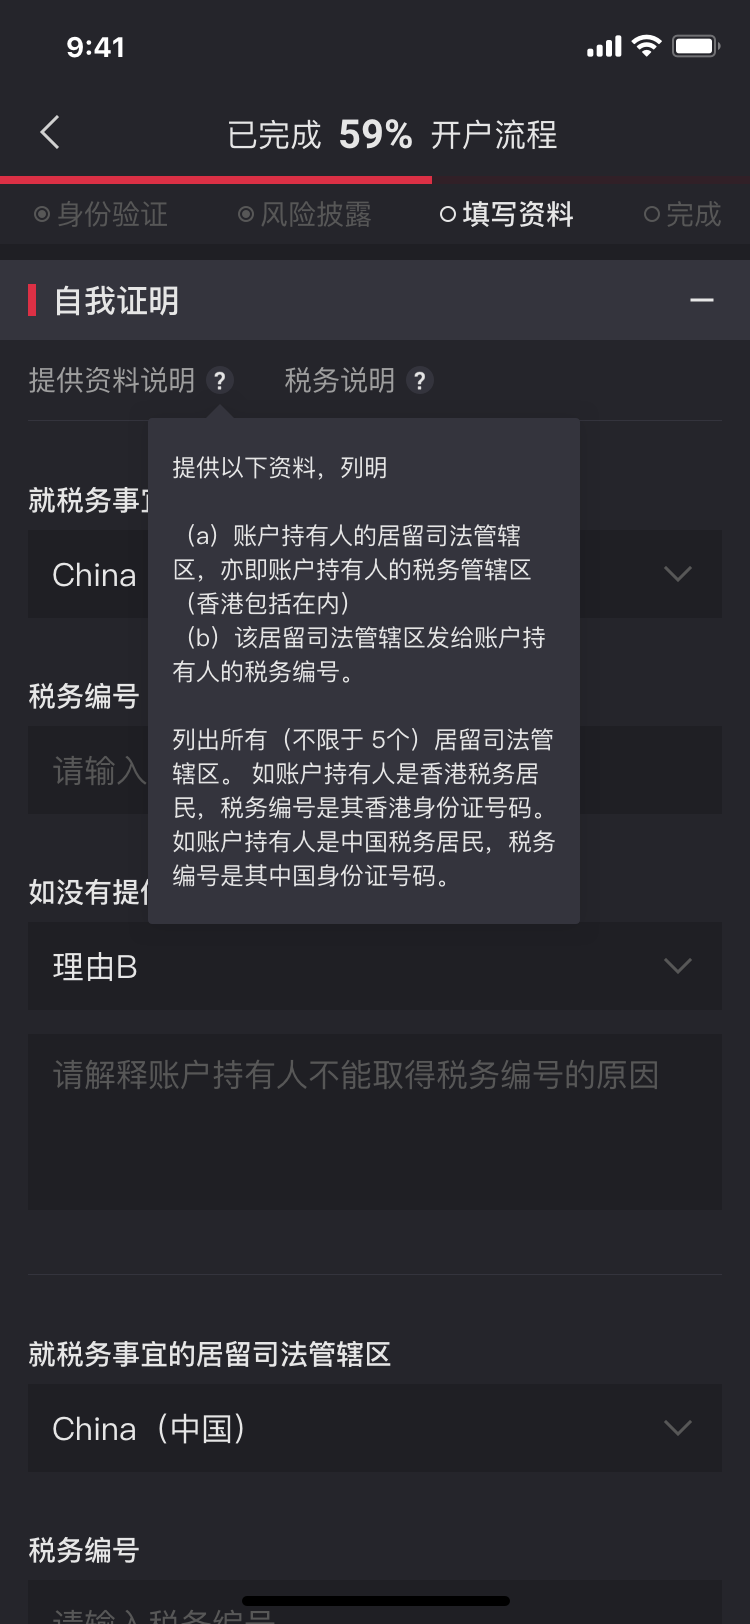 9:41
已完成 59% 开户流程
身份验证 风险披露 填写资料 完成
自我证明
提供资料说明 ? 税务说明 ?
提供以下资料，列明
（a）账户持有人的居留司法管辖
区，亦即账户持有人的税务管辖区
（香港包括在内）
（b）该居留司法管辖区发给账户持
有人的税务编号。
列出所有（不限于 5个）居留司法管
辖区。 如账户持有人是香港税务居
民，税务编号是其香港身份证号码。
如账户持有人是中国税务居民，税务
编号是其中国身份证号码。
就税务事宜
China
税务编号
请输入
如没有提供
理由B
请解释账户持有人不能取得税务编号的原因
就税务事宜的居留司法管辖区
China（中国）
税务编号
请输入税务编号